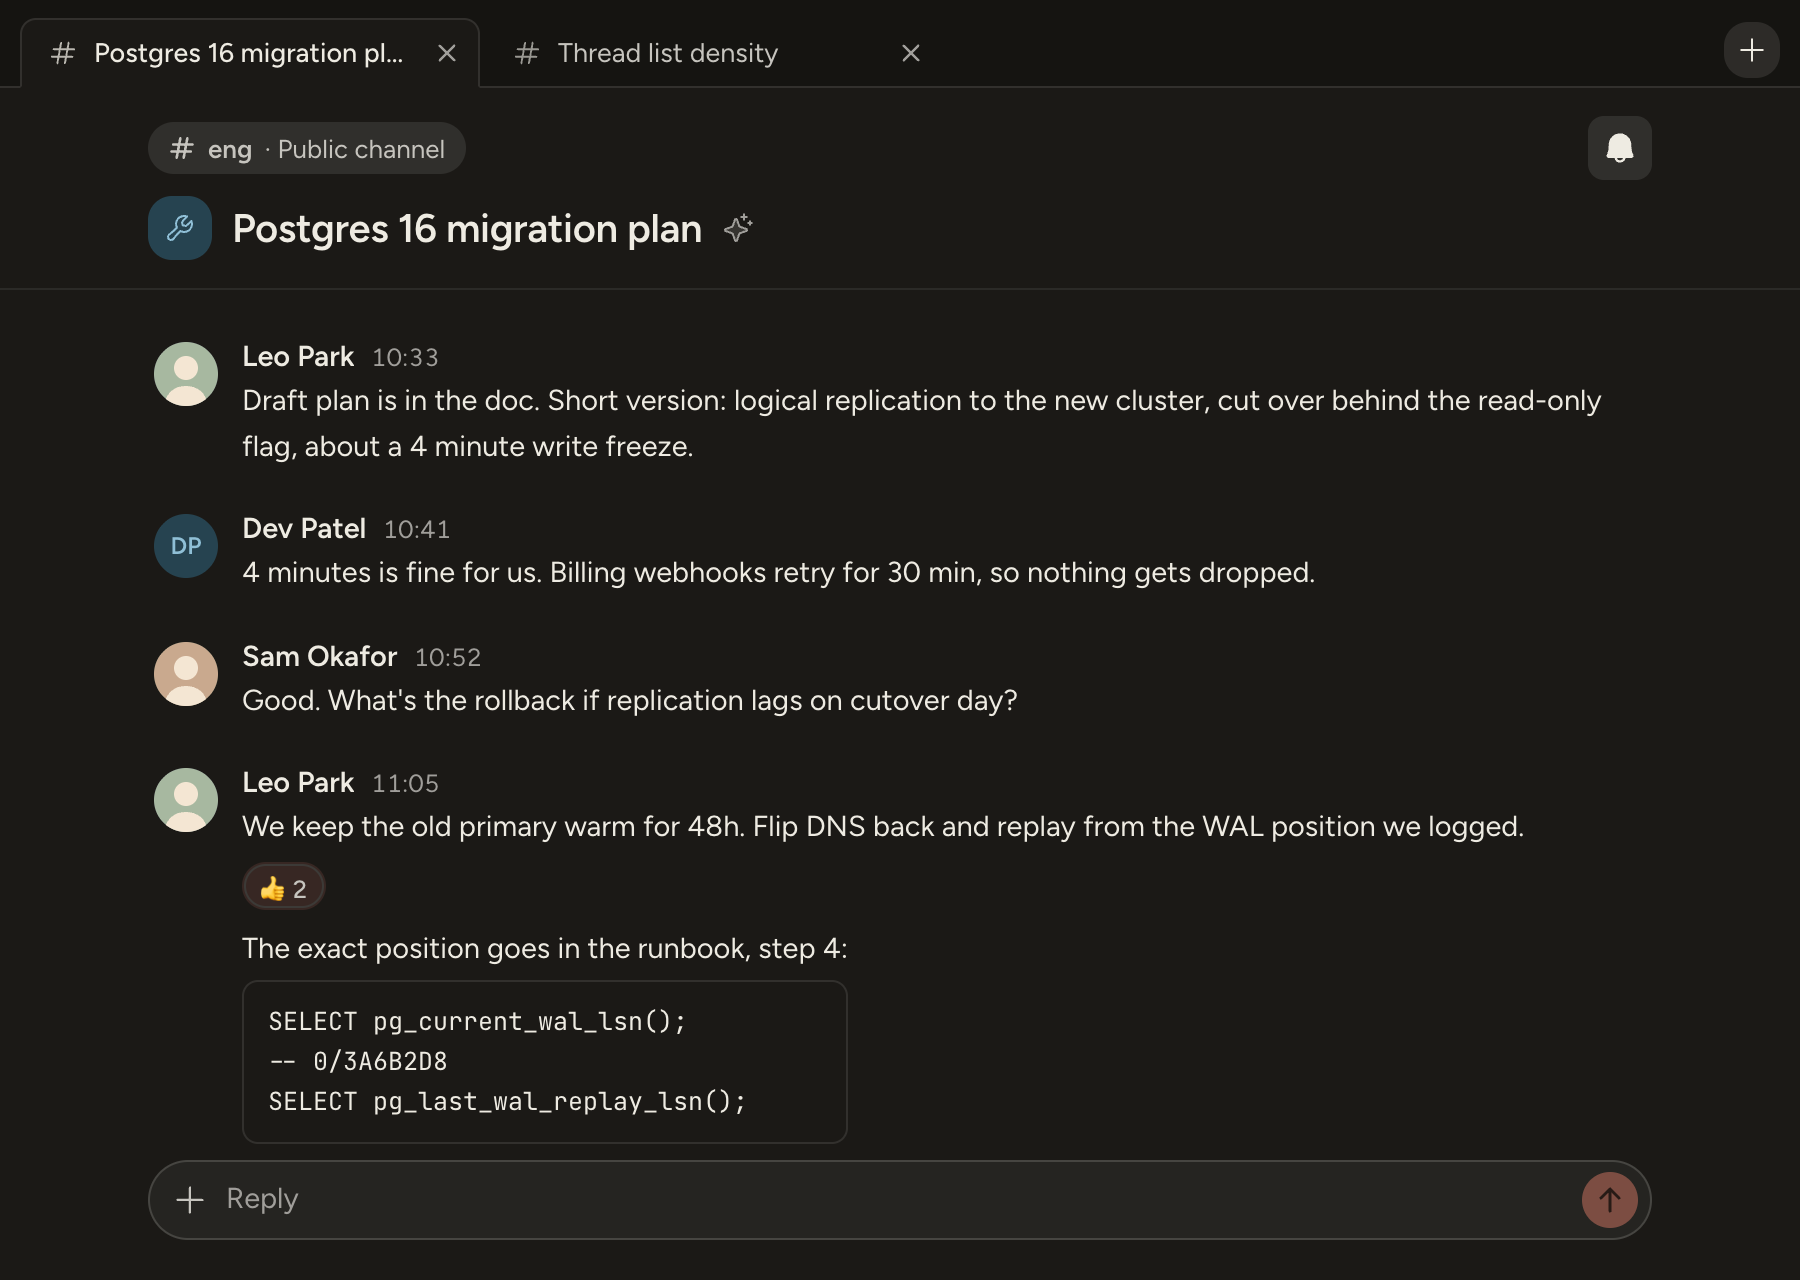 Postgres 16 migration pl...
Thread list density
eng · Public channel
Postgres 16 migration plan
Leo Park 10:33
Draft plan is in the doc. Short version: logical replication to the new cluster, cut over behind the read-only
flag, about a 4 minute write freeze.
DP
Dev Patel 10:41
4 minutes is fine for us. Billing webhooks retry for 30 min, so nothing gets dropped.
Sam Okafor 10:52
Good. What's the rollback if replication lags on cutover day?
Leo Park 11:05
We keep the old primary warm for 48h. Flip DNS back and replay from the WAL position we logged.
👍 2
The exact position goes in the runbook, step 4:
SELECT pg_current_wal_lsn();
-- 0/3A6B2D8
SELECT pg_last_wal_replay_lsn();
Reply